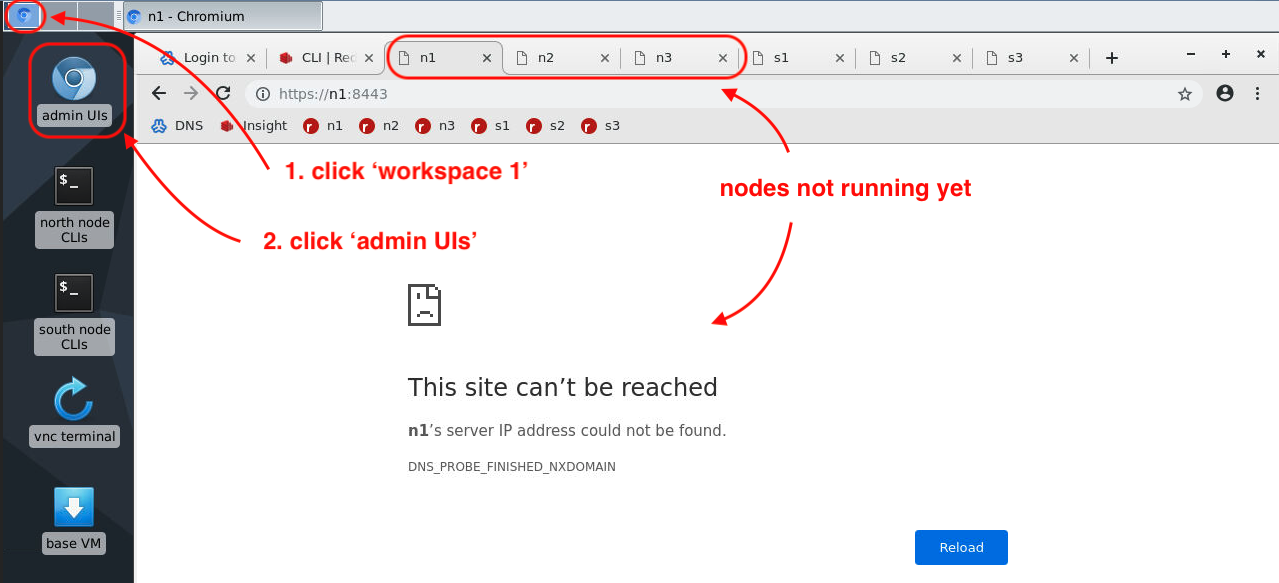 n1 - Chromium
Login to
CLI | Red
n1
n2
n3
s1
s2
s3
https://n1:8443
DNS
Insight
n1
n2
n3
s1
s2
s3
admin UIs
1. click ‘workspace 1’
nodes not running yet
north node
CLIs
2. click ‘admin UIs’
$_
$_
south node
CLIs
This site can’t be reached
n1’s server IP address could not be found.
vnc terminal
DNS_PROBE_FINISHED_NXDOMAIN
base VM
Reload